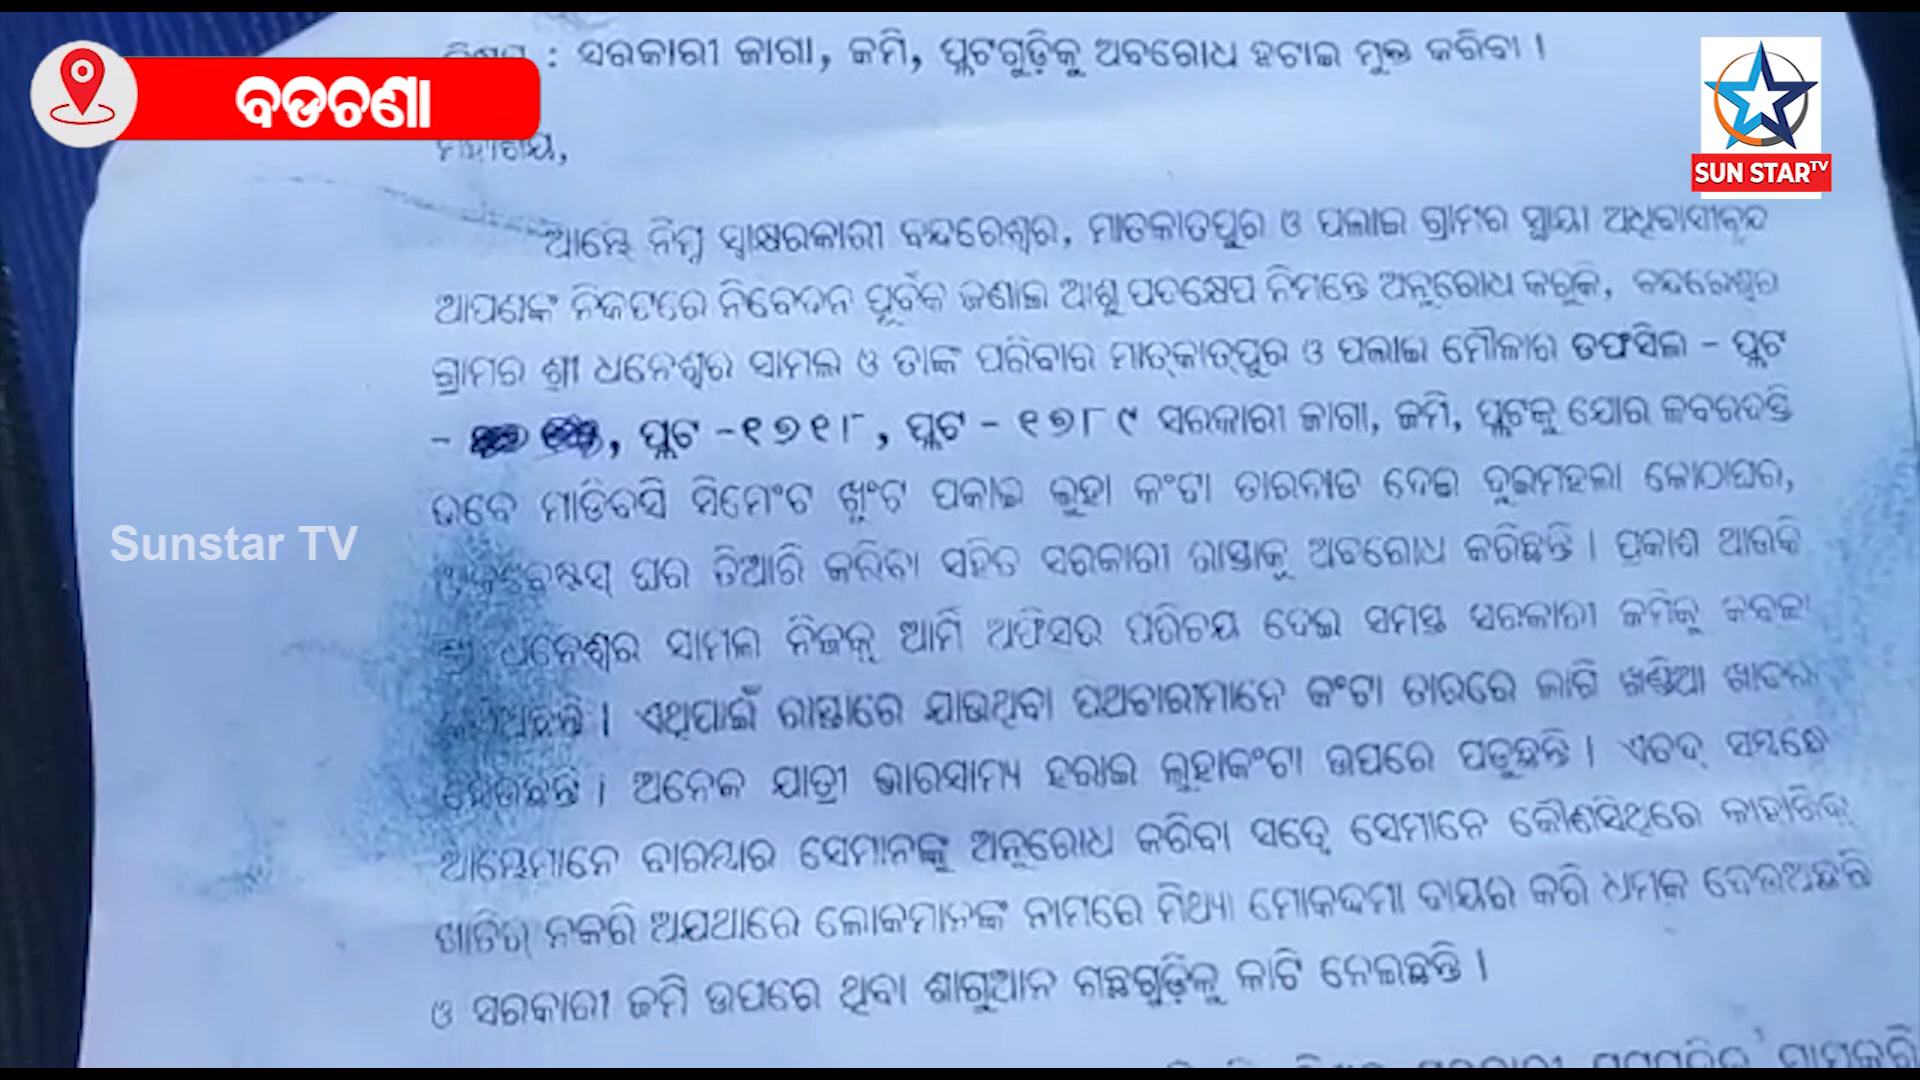 ବଡଚଣା
SUN STAR TV
: ସରକାରୀ ଜାଗା, ଜମି, ପ୍ଲଟଗୁଡ଼ିକୁ ଅବରୋଧ ହଟାଇ ମୁକ୍ତ କରିବା ।
ମହାଶୟ,
ଆମ୍ଭେ ନିମ୍ନ ସ୍ୱାକ୍ଷରକାରୀ ବନ୍ଦରେଶ୍ୱର, ମାତକାତପୁର ଓ ପଲାଇ ଗ୍ରାମର ସ୍ଥାୟୀ ଅଧିବାସୀବୃନ୍ଦ
ଆପଣଙ୍କ ନିକଟରେ ନିବେଦନ ପୂର୍ବକ ଜଣାଇ ଆଶୁ ପଦକ୍ଷେପ ନିମନ୍ତେ ଅନୁରୋଧ କରୁକି, ବନ୍ଦରେଶ୍ୱର
ଗ୍ରାମର ଶ୍ରୀ ଧନେଶ୍ୱର ସାମଲ ଓ ତାଙ୍କ ପରିବାର ମାତ୍‌କାତ୍‌ପୁର ଓ ପଲାଇ ମୌଜାର ତଫସିଲ - ପ୍ଲଟ
- , ପ୍ଲଟ -୧୭୧୮, ପ୍ଲଟ - ୧୭୮୯ ସରକାରୀ ଜାଗା, ଜମି, ପ୍ଲଟକୁ ଯୋର ଜବରଦସ୍ତି
ଭାବେ ମାଡିବସି ସିମେଂଟ ଖୁଂଟ ପକାଇ ଲୁହା କଂଟା ତାରବାଡ ଦେଇ ଦୁଇମହଲା କୋଠାଘର,
ଘର ତିଆରି କରିବା ସହିତ ସରକାରୀ ରାସ୍ତାକୁ ଅବରୋଧ କରିଛନ୍ତି । ପ୍ରକାଶ ଥାଉକି
ଶ୍ରୀ ଧନେଶ୍ୱର ସାମଲ ନିଜକୁ ଆର୍ମି ଅଫିସର ପରିଚୟ ଦେଇ ସମସ୍ତ ସରକାରୀ ଜମିକୁ କବଜା
। ଏଥିପାଇଁ ରାସ୍ତାରେ ଯାଉଥିବା ପଥଚାରୀମାନେ କଂଟା ତାରରେ ଲାଗି ଖଣ୍ଡିଆ ଖାବରା
ହେଉଛନ୍ତି । ଅନେକ ଯାତ୍ରୀ ଭାରସାମ୍ୟ ହରାଇ ଲୁହାକଂଟା ଉପରେ ପଡୁଛନ୍ତି । ଏତଦ୍ ସମ୍ବନ୍ଧେ
ଆମ୍ଭେମାନେ ବାରମ୍ବାର ସେମାନଙ୍କୁ ଅନୁରୋଧ କରିବା ସତ୍ୱେ ସେମାନେ କୌଣସିଥିରେ କାହାରିକୁ
ଖାତିର୍ ନକରି ଅଯଥାରେ ଲୋକମାନଙ୍କ ନାମରେ ମିଥ୍ୟା ମୋକଦ୍ଦମା ଦାୟର କରି ଧମକ୍ ଦେଉଅଛନ୍ତି
ଓ ସରକାରୀ ଜମି ଉପରେ ଥିବା ଶାଗୁଆନ ଗଛଗୁଡ଼ିକୁ କାଟି ନେଇଛନ୍ତି ।
Sunstar TV